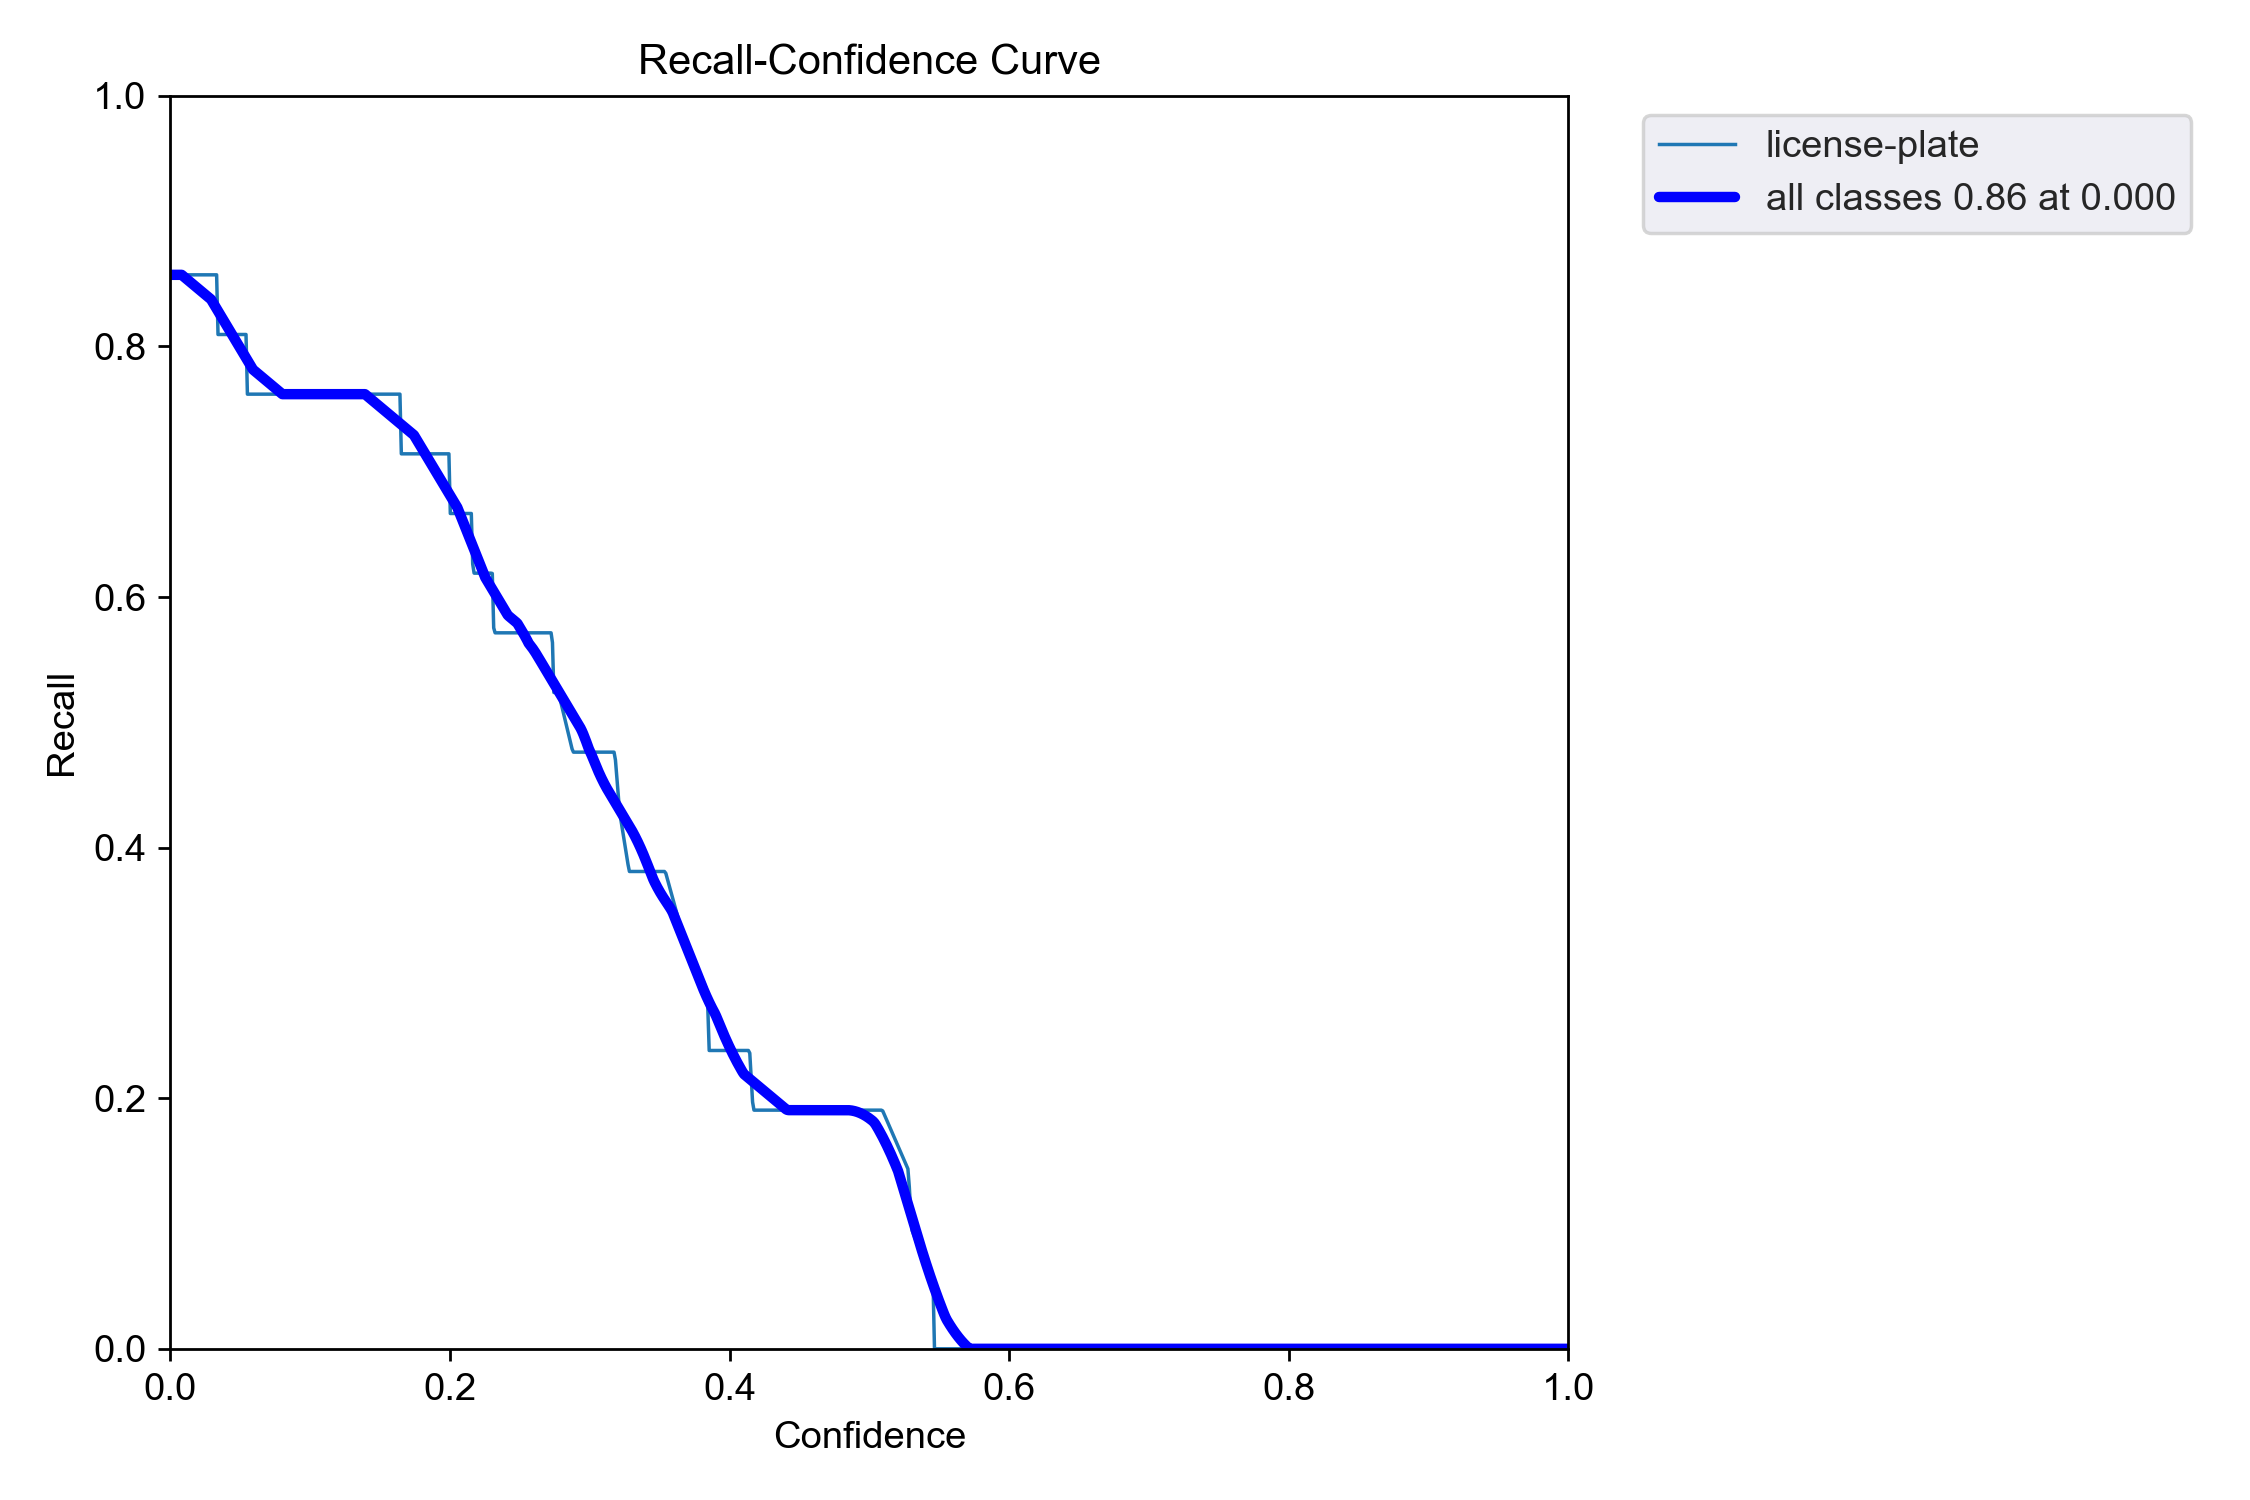 Recall-Confidence Curve
1.0
0.8
0.6
0.4
0.2
0.0
Recall
0.0 0.2 0.4 0.6 0.8 1.0
Confidence
license-plate
all classes 0.86 at 0.000